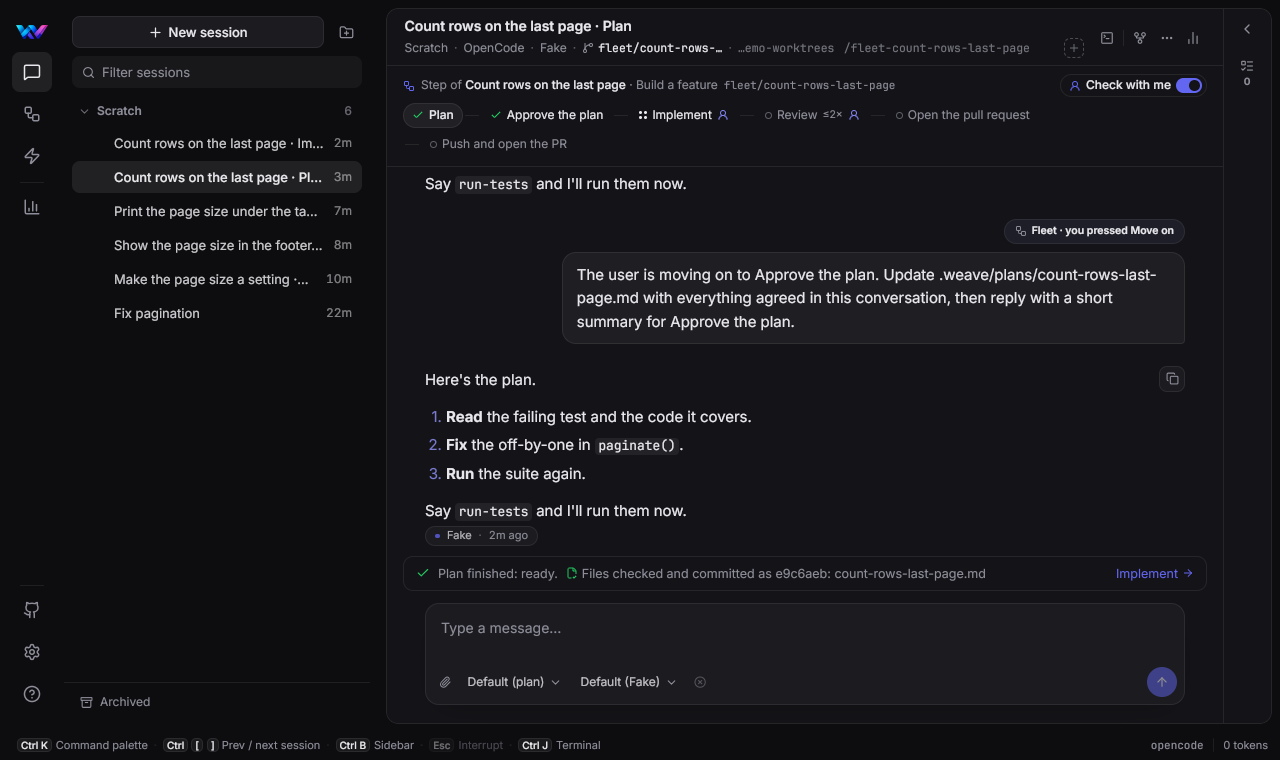 New session
Filter sessions
Scratch 6
Count rows on the last page · Im... 2m
Count rows on the last page · Pl... 3m
Print the page size under the ta... 7m
Show the page size in the footer... 8m
Make the page size a setting ·... 10m
Fix pagination 22m
Archived
Count rows on the last page · Plan
Scratch · OpenCode · Fake · fleet/count-rows-… …emo-worktrees /fleet-count-rows-last-page
Step of Count rows on the last page · Build a feature fleet/count-rows-last-page
Check with me
Plan Approve the plan Implement Review ≤2× Open the pull request
Push and open the PR
0
Say run-tests and I'll run them now.
Fleet · you pressed Move on
The user is moving on to Approve the plan. Update .weave/plans/count-rows-last-
page.md with everything agreed in this conversation, then reply with a short
summary for Approve the plan.
Here's the plan.
1. Read the failing test and the code it covers.
2. Fix the off-by-one in paginate().
3. Run the suite again.
Say run-tests and I'll run them now.
Fake · 2m ago
Plan finished: ready. Files checked and committed as e9c6aeb: count-rows-last-page.md Implement →
Type a message...
Default (plan) Default (Fake)
Ctrl K Command palette · Ctrl [ ] Prev / next session · Ctrl B Sidebar · Esc Interrupt · Ctrl J Terminal
opencode 0 tokens